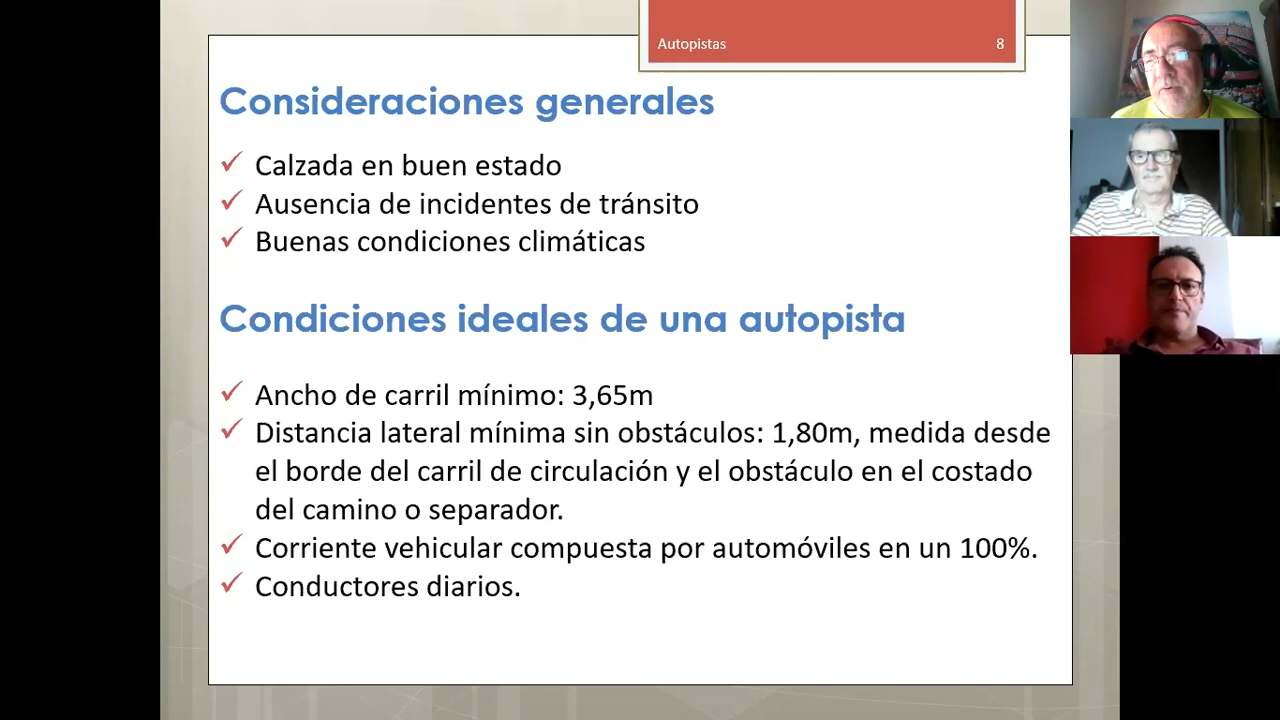 Autopistas 8
Consideraciones generales
Calzada en buen estado
Ausencia de incidentes de tránsito
Buenas condiciones climáticas
Condiciones ideales de una autopista
Ancho de carril mínimo: 3,65m
Distancia lateral mínima sin obstáculos: 1,80m, medida desde
el borde del carril de circulación y el obstáculo en el costado
del camino o separador.
Corriente vehicular compuesta por automóviles en un 100%.
Conductores diarios.